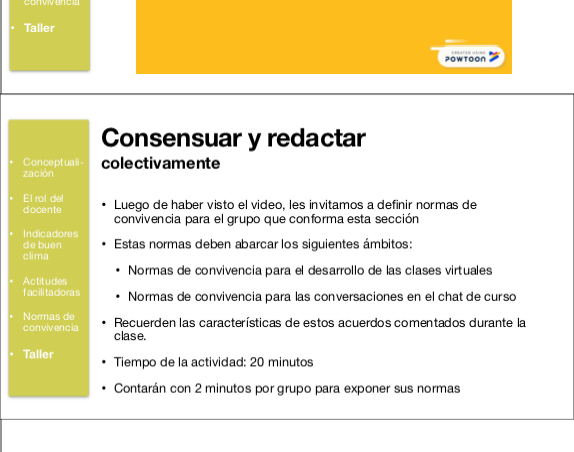 convivencia
• Taller
CREATED USING
POWTOON
Consensuar y redactar
colectivamente
• Conceptuali-
zación
• El rol del
docente
• Indicadores
de buen
clima
• Actitudes
facilitadoras
• Normas de
convivencia
• Taller
• Luego de haber visto el video, les invitamos a definir normas de
convivencia para el grupo que conforma esta sección
• Estas normas deben abarcar los siguientes ámbitos:
• Normas de convivencia para el desarrollo de las clases virtuales
• Normas de convivencia para las conversaciones en el chat de curso
• Recuerden las características de estos acuerdos comentados durante la
clase.
• Tiempo de la actividad: 20 minutos
• Contarán con 2 minutos por grupo para exponer sus normas